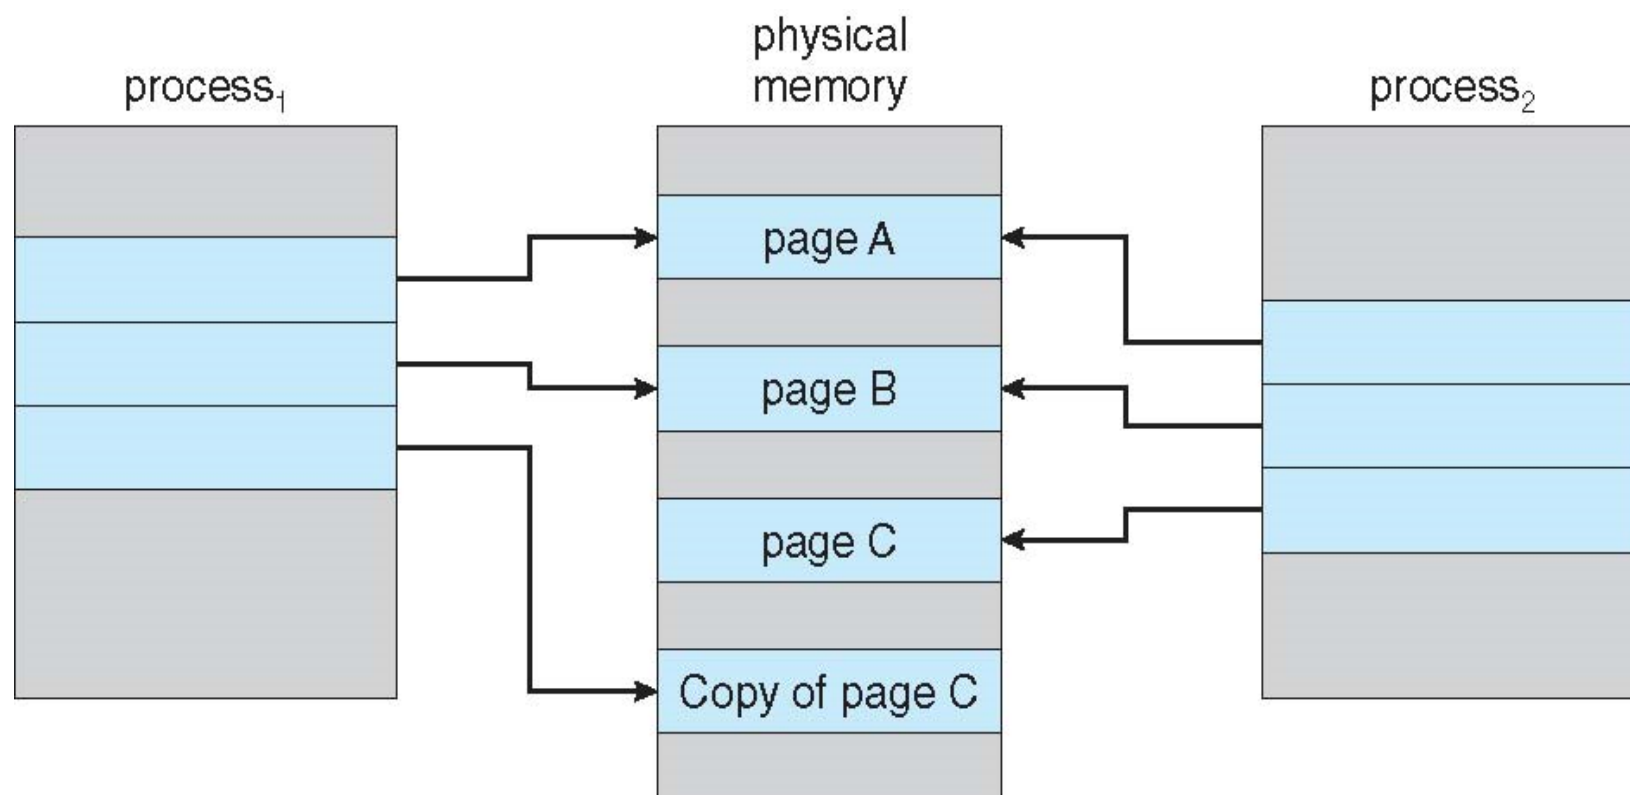 process₁
physical
memory
process₂
page A
page B
page C
Copy of page C